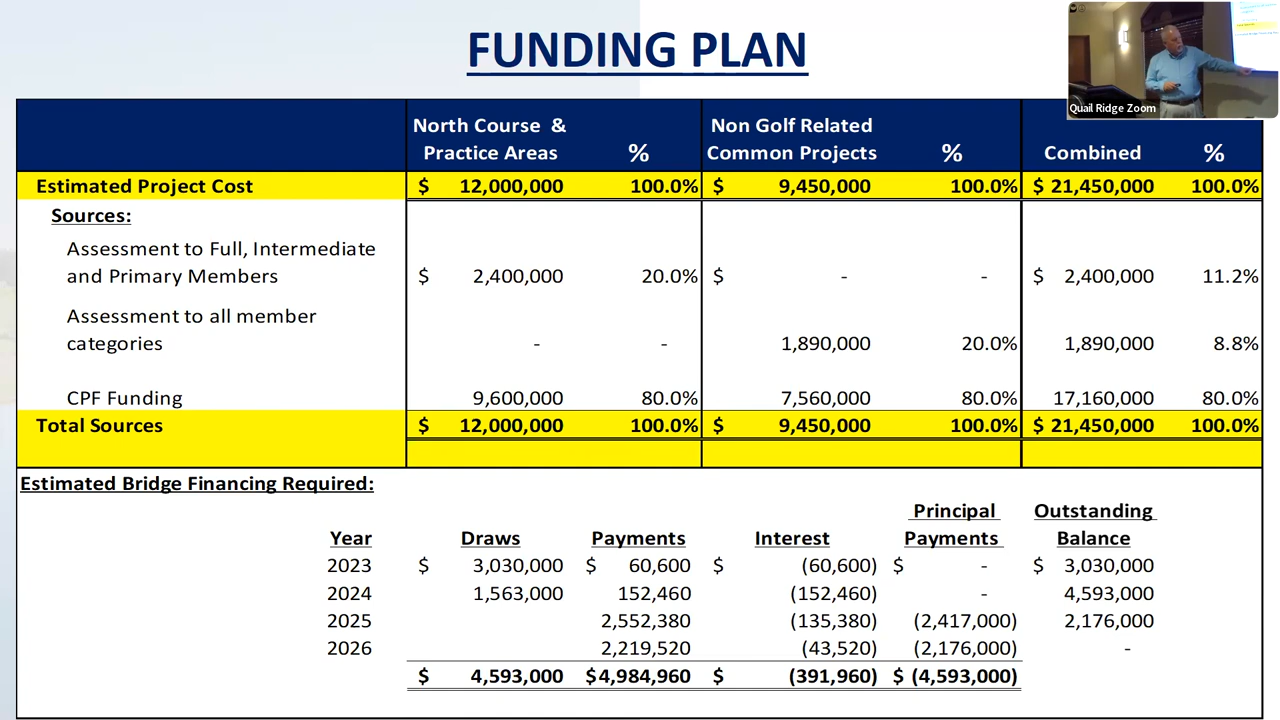 FUNDING PLAN
Quail Ridge Zoom
North Course & Practice Areas % Non Golf Related Common Projects % Combined %
Estimated Project Cost $ 12,000,000 100.0% $ 9,450,000 100.0% $ 21,450,000 100.0%
Sources:
Assessment to Full, Intermediate
and Primary Members $ 2,400,000 20.0% $ - - $ 2,400,000 11.2%
Assessment to all member
categories - - 1,890,000 20.0% 1,890,000 8.8%
CPF Funding 9,600,000 80.0% 7,560,000 80.0% 17,160,000 80.0%
Total Sources $ 12,000,000 100.0% $ 9,450,000 100.0% $ 21,450,000 100.0%
Estimated Bridge Financing Required:
Year Draws Payments Interest Principal Payments Outstanding Balance
2023 $ 3,030,000 $ 60,600 $ (60,600) $ - $ 3,030,000
2024 1,563,000 152,460 (152,460) - 4,593,000
2025 2,552,380 (135,380) (2,417,000) 2,176,000
2026 2,219,520 (43,520) (2,176,000) -
$ 4,593,000 $4,984,960 $ (391,960) $ (4,593,000)